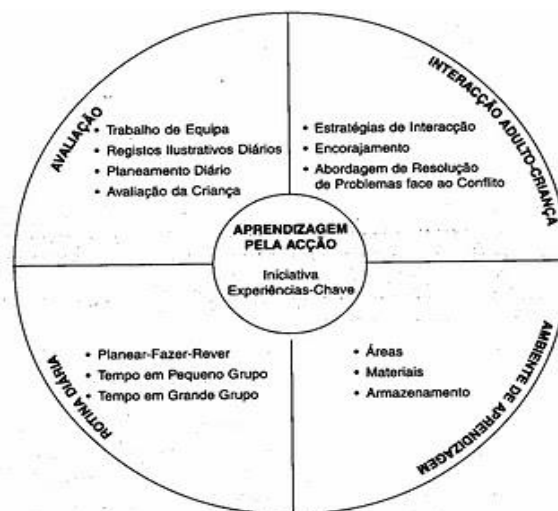 AVALIAÇÃO
• Trabalho de Equipa
• Registos Ilustrativos Diários
• Planeamento Diário
• Avaliação da Criança
INTERACÇÃO ADULTO-CRIANÇA
• Estratégias de Interacção
• Encorajamento
• Abordagem de Resolução
de Problemas face ao Conflito
APRENDIZAGEM
PELA ACÇÃO
Iniciativa
Experiências-Chave
ROTINA DIÁRIA
• Planear-Fazer-Rever
• Tempo em Pequeno Grupo
• Tempo em Grande Grupo
AMBIENTE DE APRENDIZAGEM
• Áreas
• Materiais
• Armazenamento